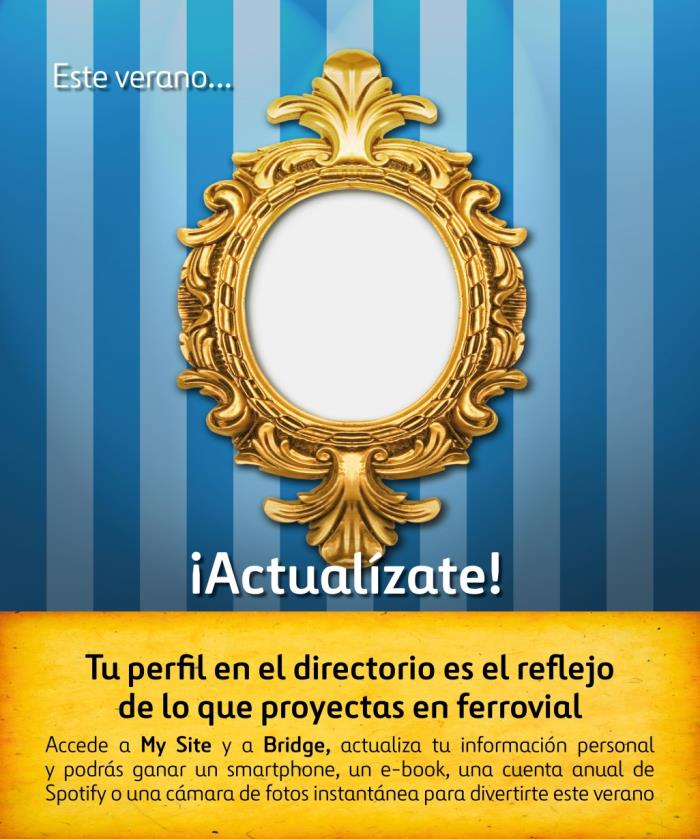 Este verano...
¡Actualízate!
Tu perfil en el directorio es el reflejo
de lo que proyectas en ferrovial
Accede a My Site y a Bridge, actualiza tu información personal
y podrás ganar un smartphone, un e-book, una cuenta anual de
Spotify o una cámara de fotos instantánea para divertirte este verano